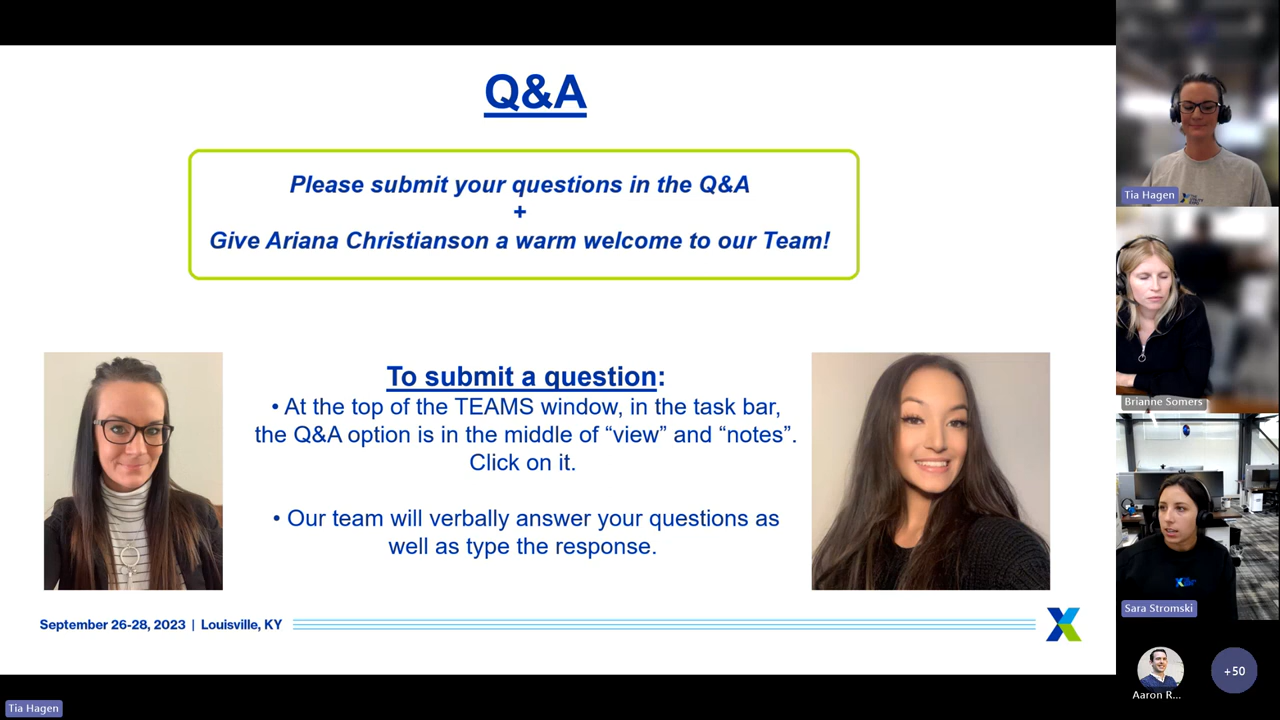 Q&A
Please submit your questions in the Q&A
+
Give Ariana Christianson a warm welcome to our Team!
To submit a question:
• At the top of the TEAMS window, in the task bar,
the Q&A option is in the middle of “view” and “notes”.
Click on it.
• Our team will verbally answer your questions as
well as type the response.
September 26-28, 2023 | Louisville, KY
Tia Hagen
Tia Hagen
Brianne Somers
Sara Stromski
Aaron R...
+50